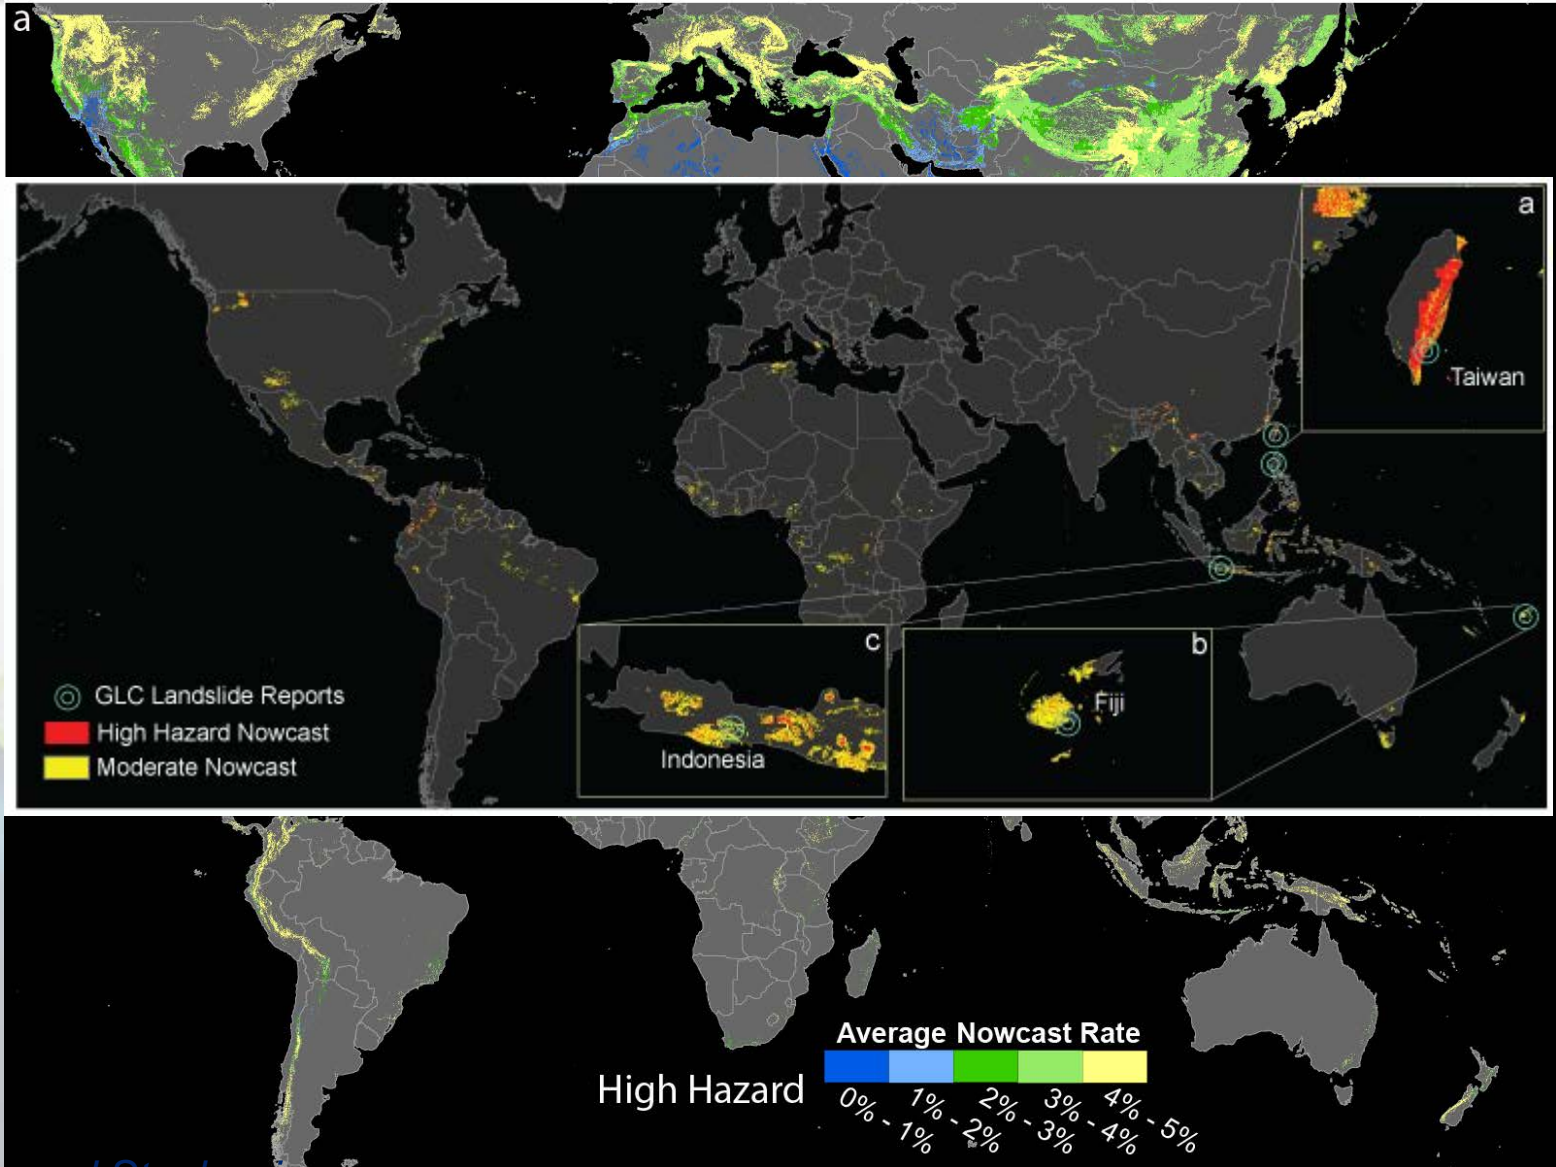 a
a
Taiwan
c
Indonesia
b
Fiji
GLC Landslide Reports
High Hazard Nowcast
Moderate Nowcast
Average Nowcast Rate
High Hazard
0% - 1%
1% - 2%
2% - 3%
3% - 4%
4% - 5%